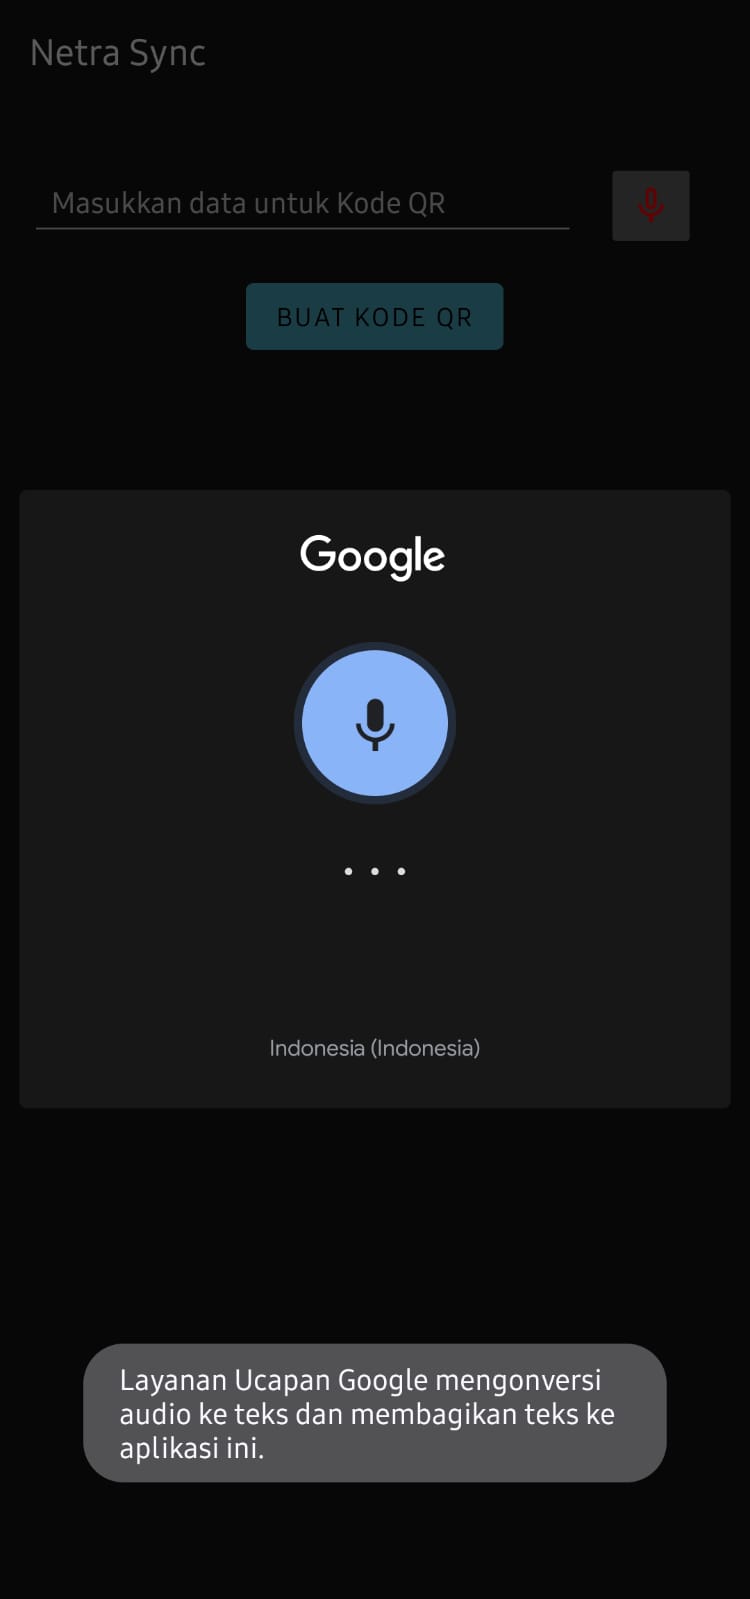 Netra Sync
Masukkan data untuk Kode QR
BUAT KODE QR
Google
Indonesia (Indonesia)
Layanan Ucapan Google mengonversi
audio ke teks dan membagikan teks ke
aplikasi ini.